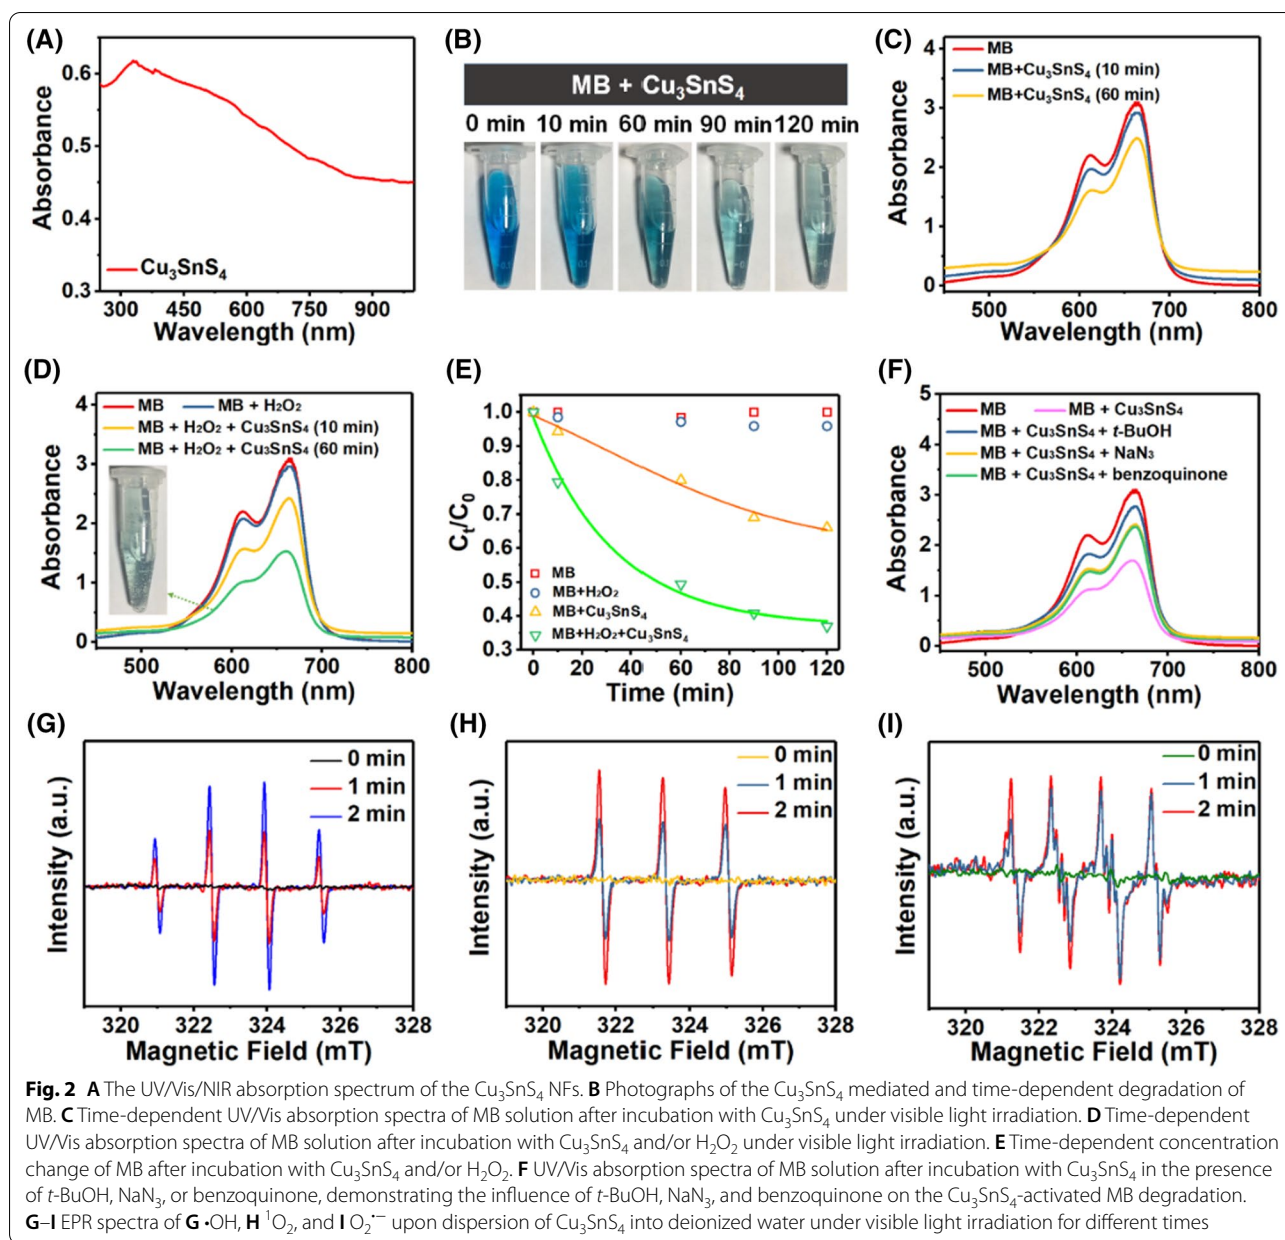 (A)
Absorbance
0.6
0.5
0.4
0.3
Cu₃SnS₄
300 450 600 750 900
Wavelength (nm)
(B)
MB + Cu₃SnS₄
0 min 10 min 60 min 90 min 120 min
(C)
Absorbance
4
3
2
1
0
MB
MB+Cu₃SnS₄ (10 min)
MB+Cu₃SnS₄ (60 min)
500 600 700 800
Wavelength (nm)
(D)
Absorbance
4
3
2
1
0
MB MB + H₂O₂
MB + H₂O₂ + Cu₃SnS₄ (10 min)
MB + H₂O₂ + Cu₃SnS₄ (60 min)
500 600 700 800
Wavelength (nm)
(E)
Cₜ/C₀
1.0
0.9
0.8
0.7
0.6
0.5
0.4
0.3
MB
MB+H₂O₂
MB+Cu₃SnS₄
MB+H₂O₂+Cu₃SnS₄
0 20 40 60 80 100 120
Time (min)
(F)
Absorbance
5
4
3
2
1
0
MB MB + Cu₃SnS₄
MB + Cu₃SnS₄ + t-BuOH
MB + Cu₃SnS₄ + NaN₃
MB + Cu₃SnS₄ + benzoquinone
500 600 700 800
Wavelength (nm)
(G)
Intensity (a.u.)
0 min
1 min
2 min
320 322 324 326 328
Magnetic Field (mT)
(H)
Intensity (a.u.)
0 min
1 min
2 min
320 322 324 326 328
Magnetic Field (mT)
(I)
Intensity (a.u.)
0 min
1 min
2 min
320 322 324 326 328
Magnetic Field (mT)
Fig. 2 A The UV/Vis/NIR absorption spectrum of the Cu₃SnS₄ NFs. B Photographs of the Cu₃SnS₄ mediated and time-dependent degradation of
MB. C Time-dependent UV/Vis absorption spectra of MB solution after incubation with Cu₃SnS₄ under visible light irradiation. D Time-dependent
UV/Vis absorption spectra of MB solution after incubation with Cu₃SnS₄ and/or H₂O₂ under visible light irradiation. E Time-dependent concentration
change of MB after incubation with Cu₃SnS₄ and/or H₂O₂. F UV/Vis absorption spectra of MB solution after incubation with Cu₃SnS₄ in the presence
of t-BuOH, NaN₃, or benzoquinone, demonstrating the influence of t-BuOH, NaN₃, and benzoquinone on the Cu₃SnS₄-activated MB degradation.
G–I EPR spectra of G •OH, H ¹O₂, and I O₂•⁻ upon dispersion of Cu₃SnS₄ into deionized water under visible light irradiation for different times